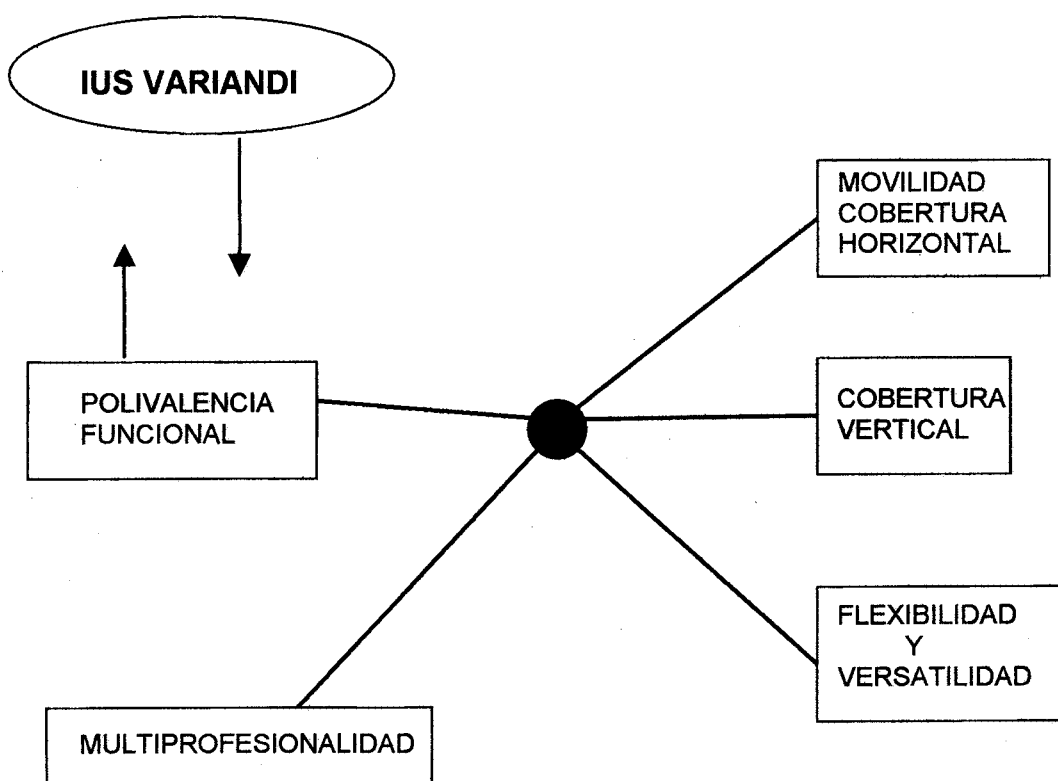 IUS VARIANDI
MOVILIDAD
COBERTURA
HORIZONTAL
POLIVALENCIA
FUNCIONAL
COBERTURA
VERTICAL
FLEXIBILIDAD
Y
VERSATILIDAD
MULTIPROFESIONALIDAD